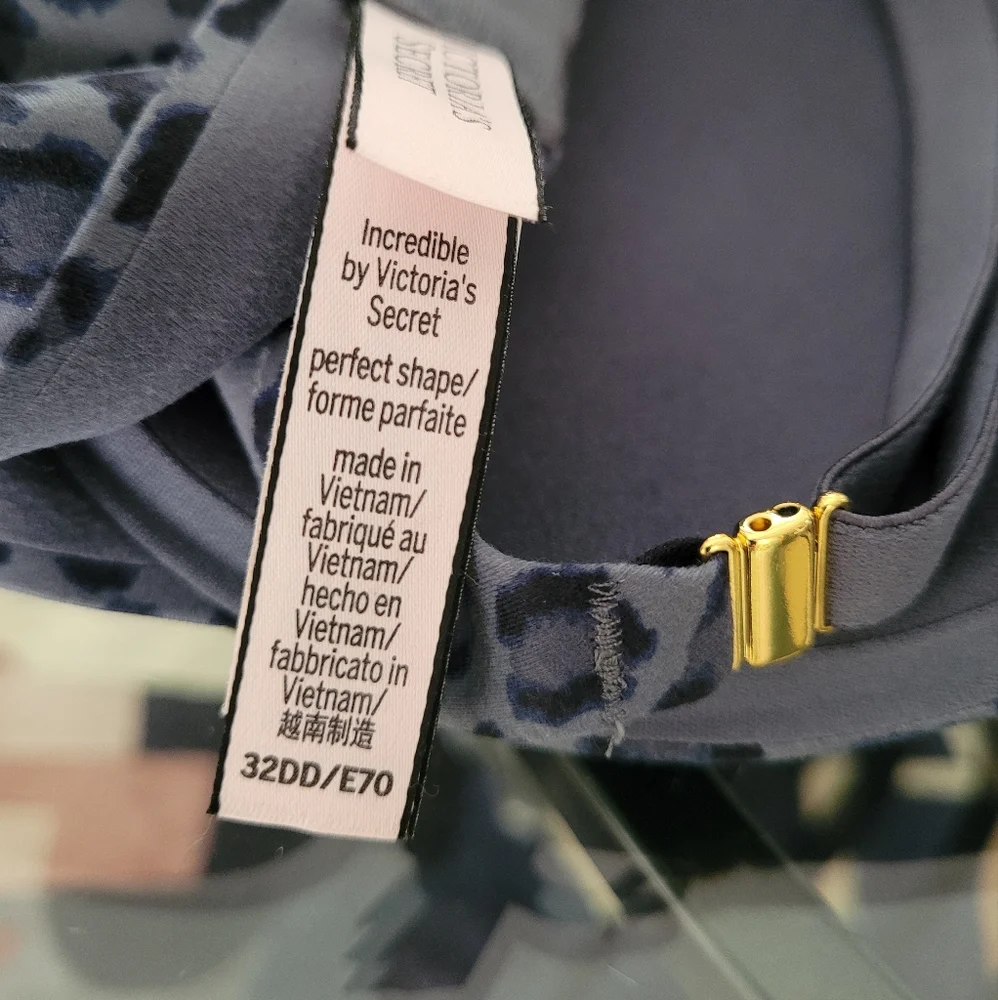 VICTORIA'S
SECRET
Incredible
by Victoria's
Secret
perfect shape/
forme parfaite
made in
Vietnam/
fabriqué au
Vietnam/
hecho en
Vietnam/
fabbricato in
Vietnam/
越南制造
32DD/E70